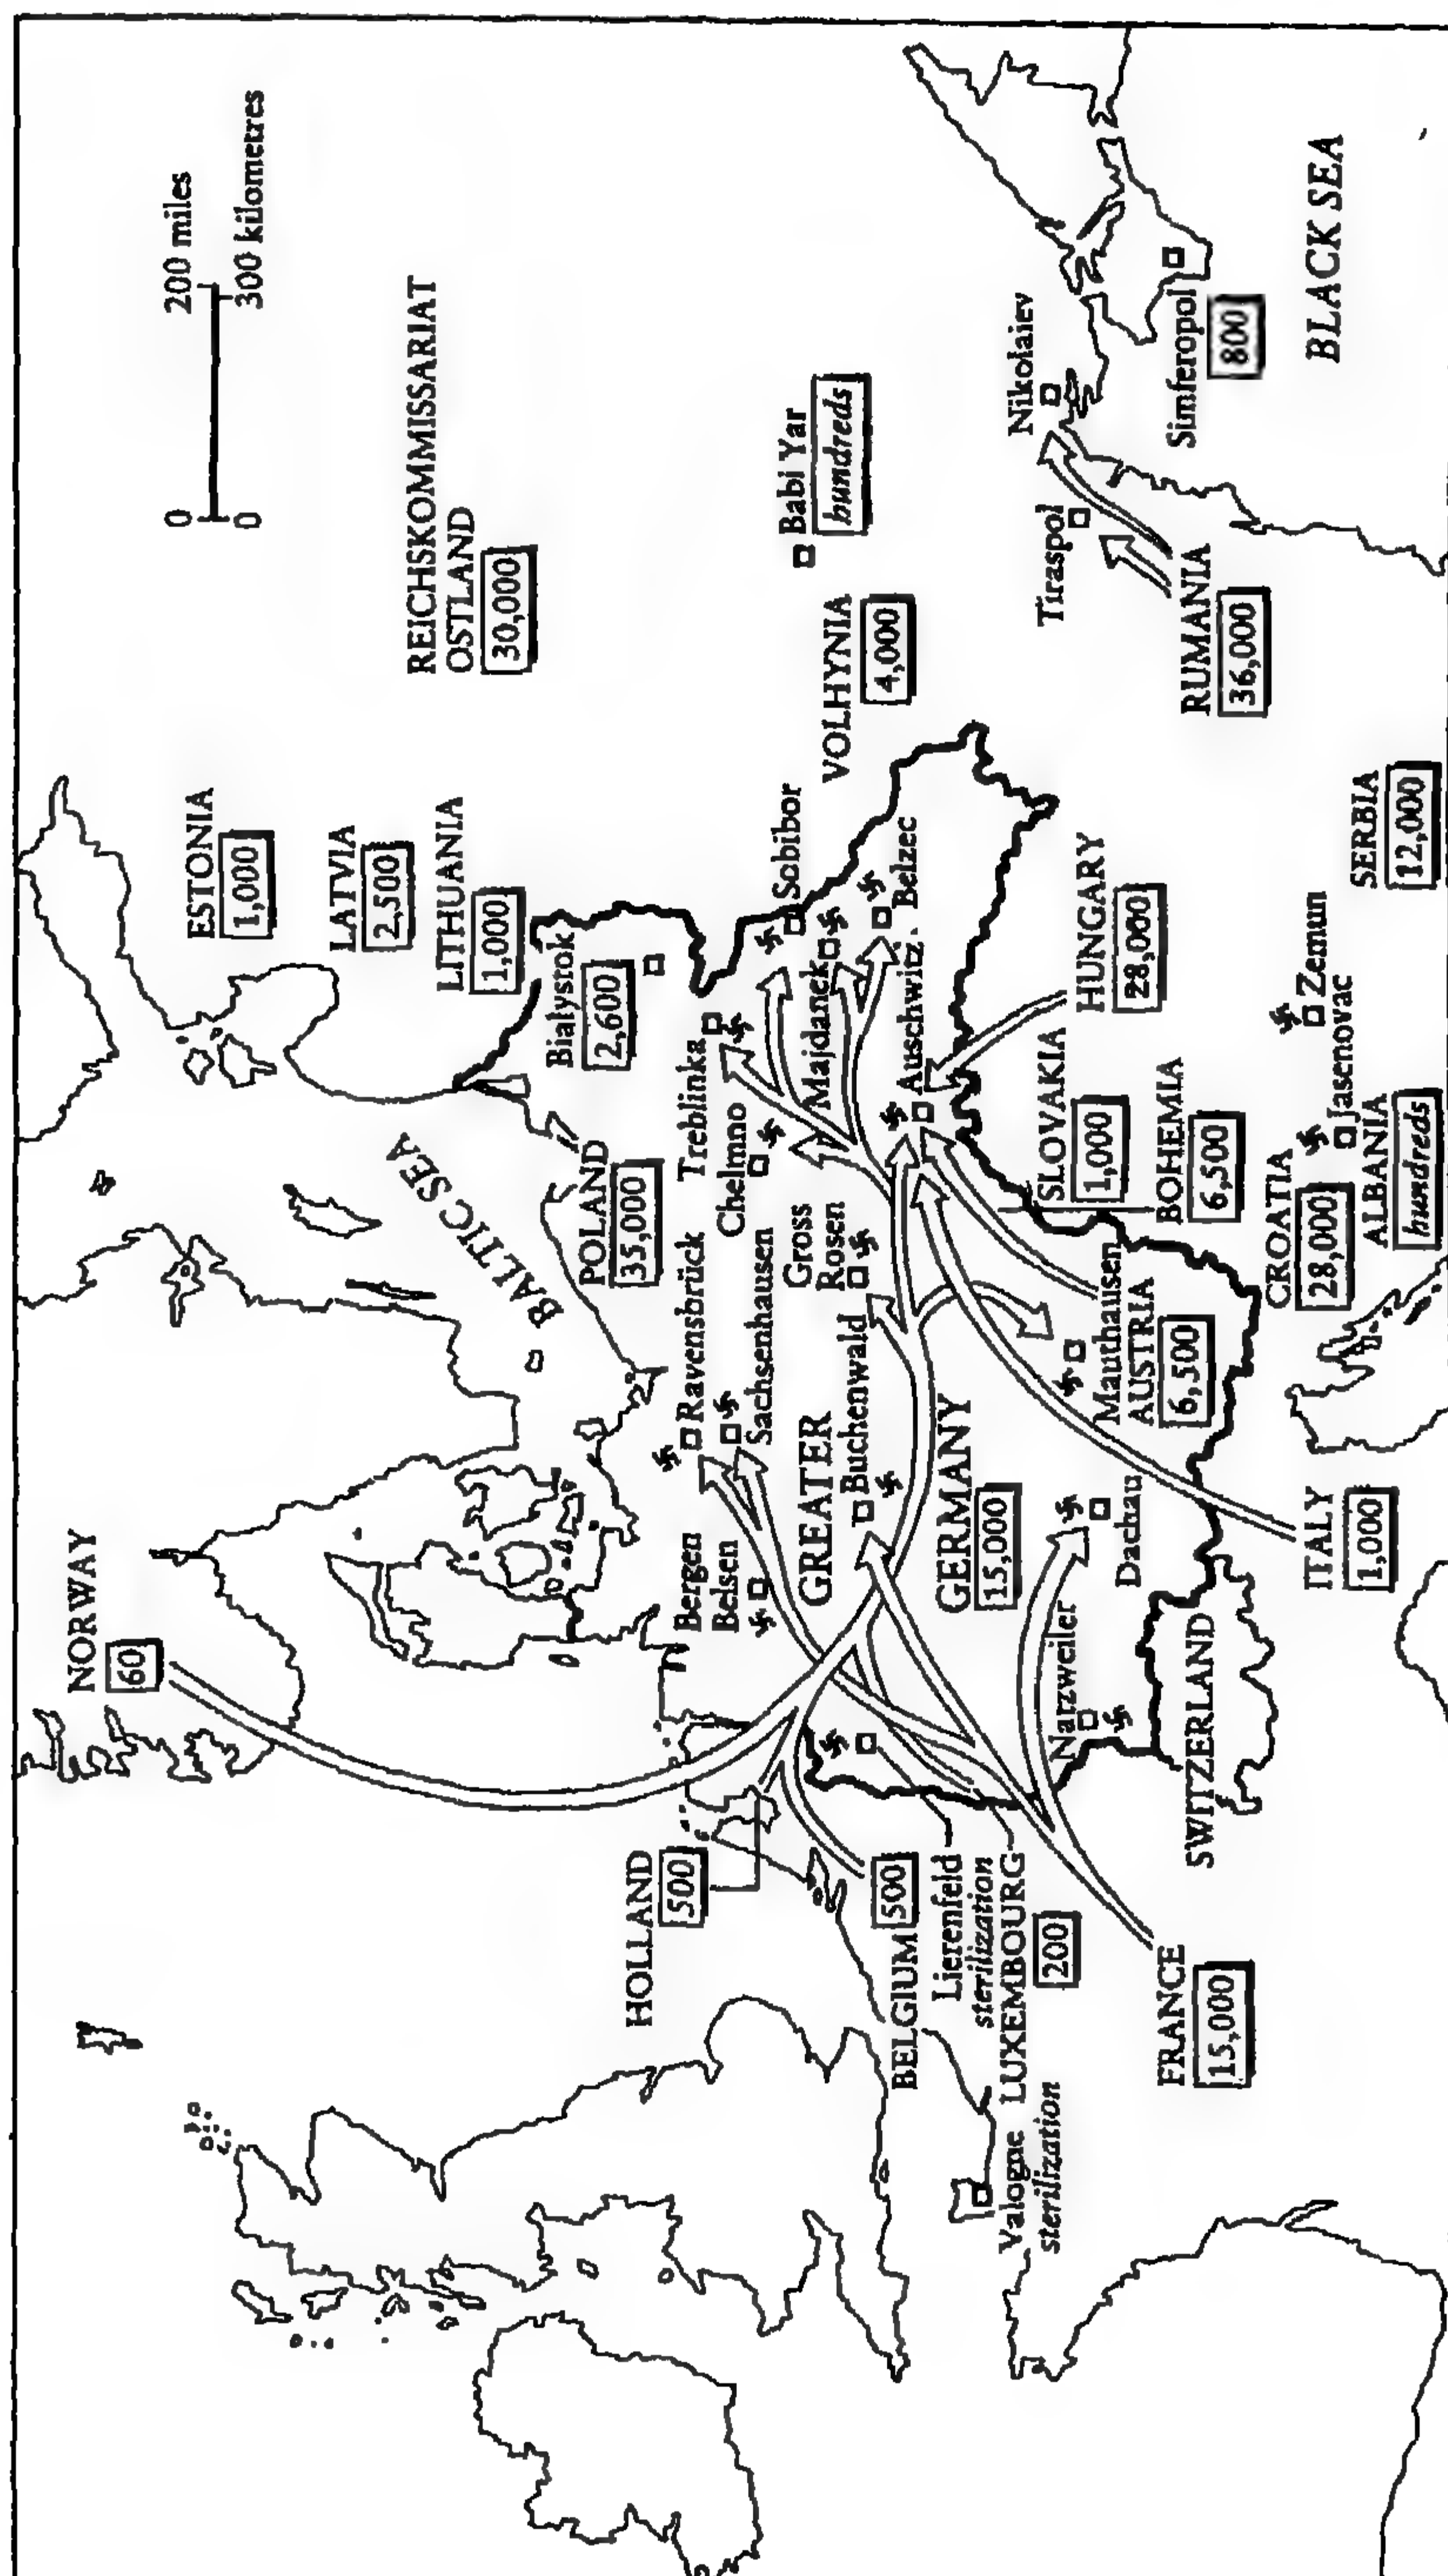 NORWAY
60
0
200 miles
0
300 kilometres
ESTONIA
1,000
LATVIA
2,500
LITHUANIA
1,000
REICHSKOMMISSARIAT
OSTLAND
30,000
BALTIC SEA
HOLLAND
500
Bialystok
2,600
POLAND
35,000
Bergen
Belsen
Ravensbrück
Sachsenhausen
Treblinka
Chelmno
Sobibor
Babi Yar
hundreds
GREATER
GERMANY
15,000
Gross
Rosen
Majdanek
VOLHYNIA
4,000
Buchenwald
BELGIUM
500
Auschwitz
Belzec
Lierenfeld
sterilization
LUXEMBOURG
200
Valogne
sterilization
Nikolaiev
Tiraspol
Narzweiler
Dachau
Mauthausen
AUSTRIA
6,500
SLOVAKIA
1,000
BOHEMIA
6,500
HUNGARY
28,000
FRANCE
15,000
SWITZERLAND
RUMANIA
36,000
Simferopol
800
BLACK SEA
ITALY
1,000
CROATIA
28,000
Jasenovac
Zemun
ALBANIA
hundreds
SERBIA
12,000